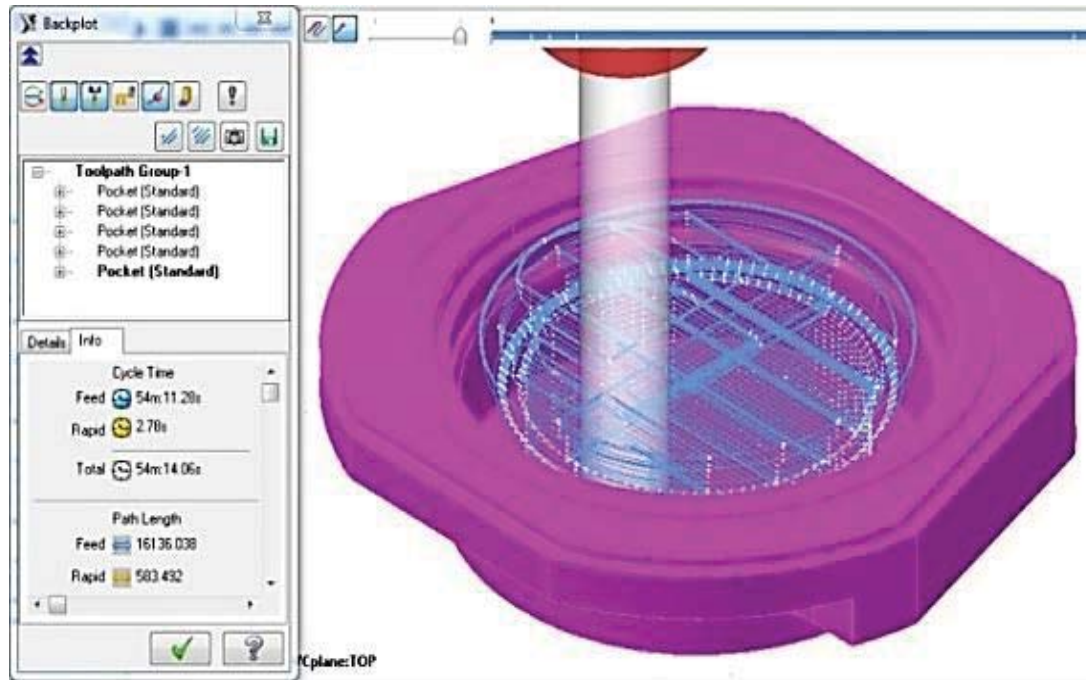 Backplot
Toolpath Group-1
Pocket (Standard)
Pocket (Standard)
Pocket (Standard)
Pocket (Standard)
Pocket (Standard)
Details Info
Cycle Time
Feed 54m:11.28s
Rapid 2.78s
Total 54m:14.06s
Path Length
Feed 16136.038
Rapid 583.492
/Cplane:TOP